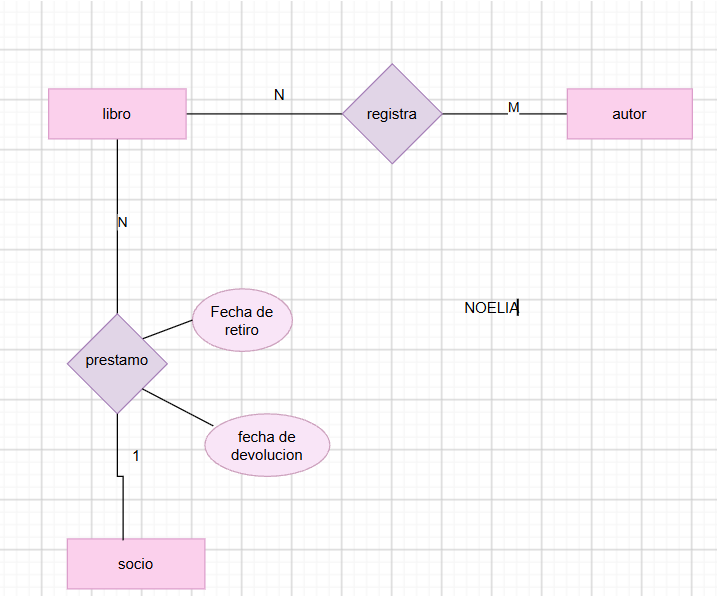 N
libro
registra
M
autor
N
Fecha de
retiro
NOELIA
prestamo
fecha de
devolucion
1
socio